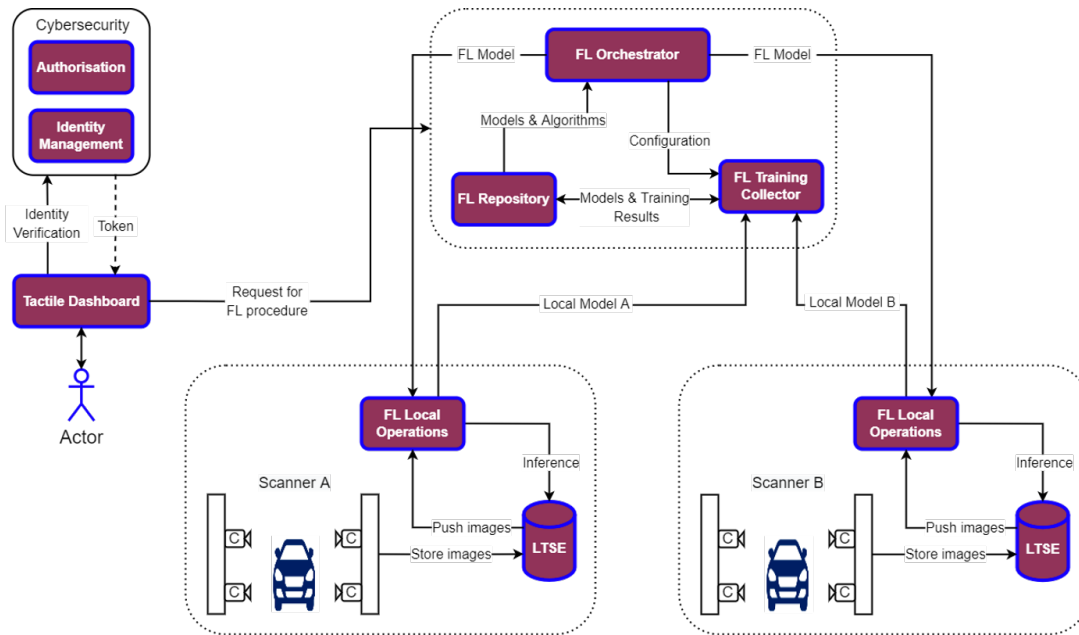 Cybersecurity
Authorisation
Identity
Management
Identity
Verification
Token
Tactile Dashboard
Actor
Request for
FL procedure
FL Model
FL Orchestrator
FL Model
Models & Algorithms
Configuration
FL Repository
Models & Training
Results
FL Training
Collector
Local Model A
Local Model B
FL Local
Operations
Inference
Scanner A
C
C
C
C
Push images
Store images
LTSE
FL Local
Operations
Inference
Scanner B
C
C
C
C
Push images
Store images
LTSE